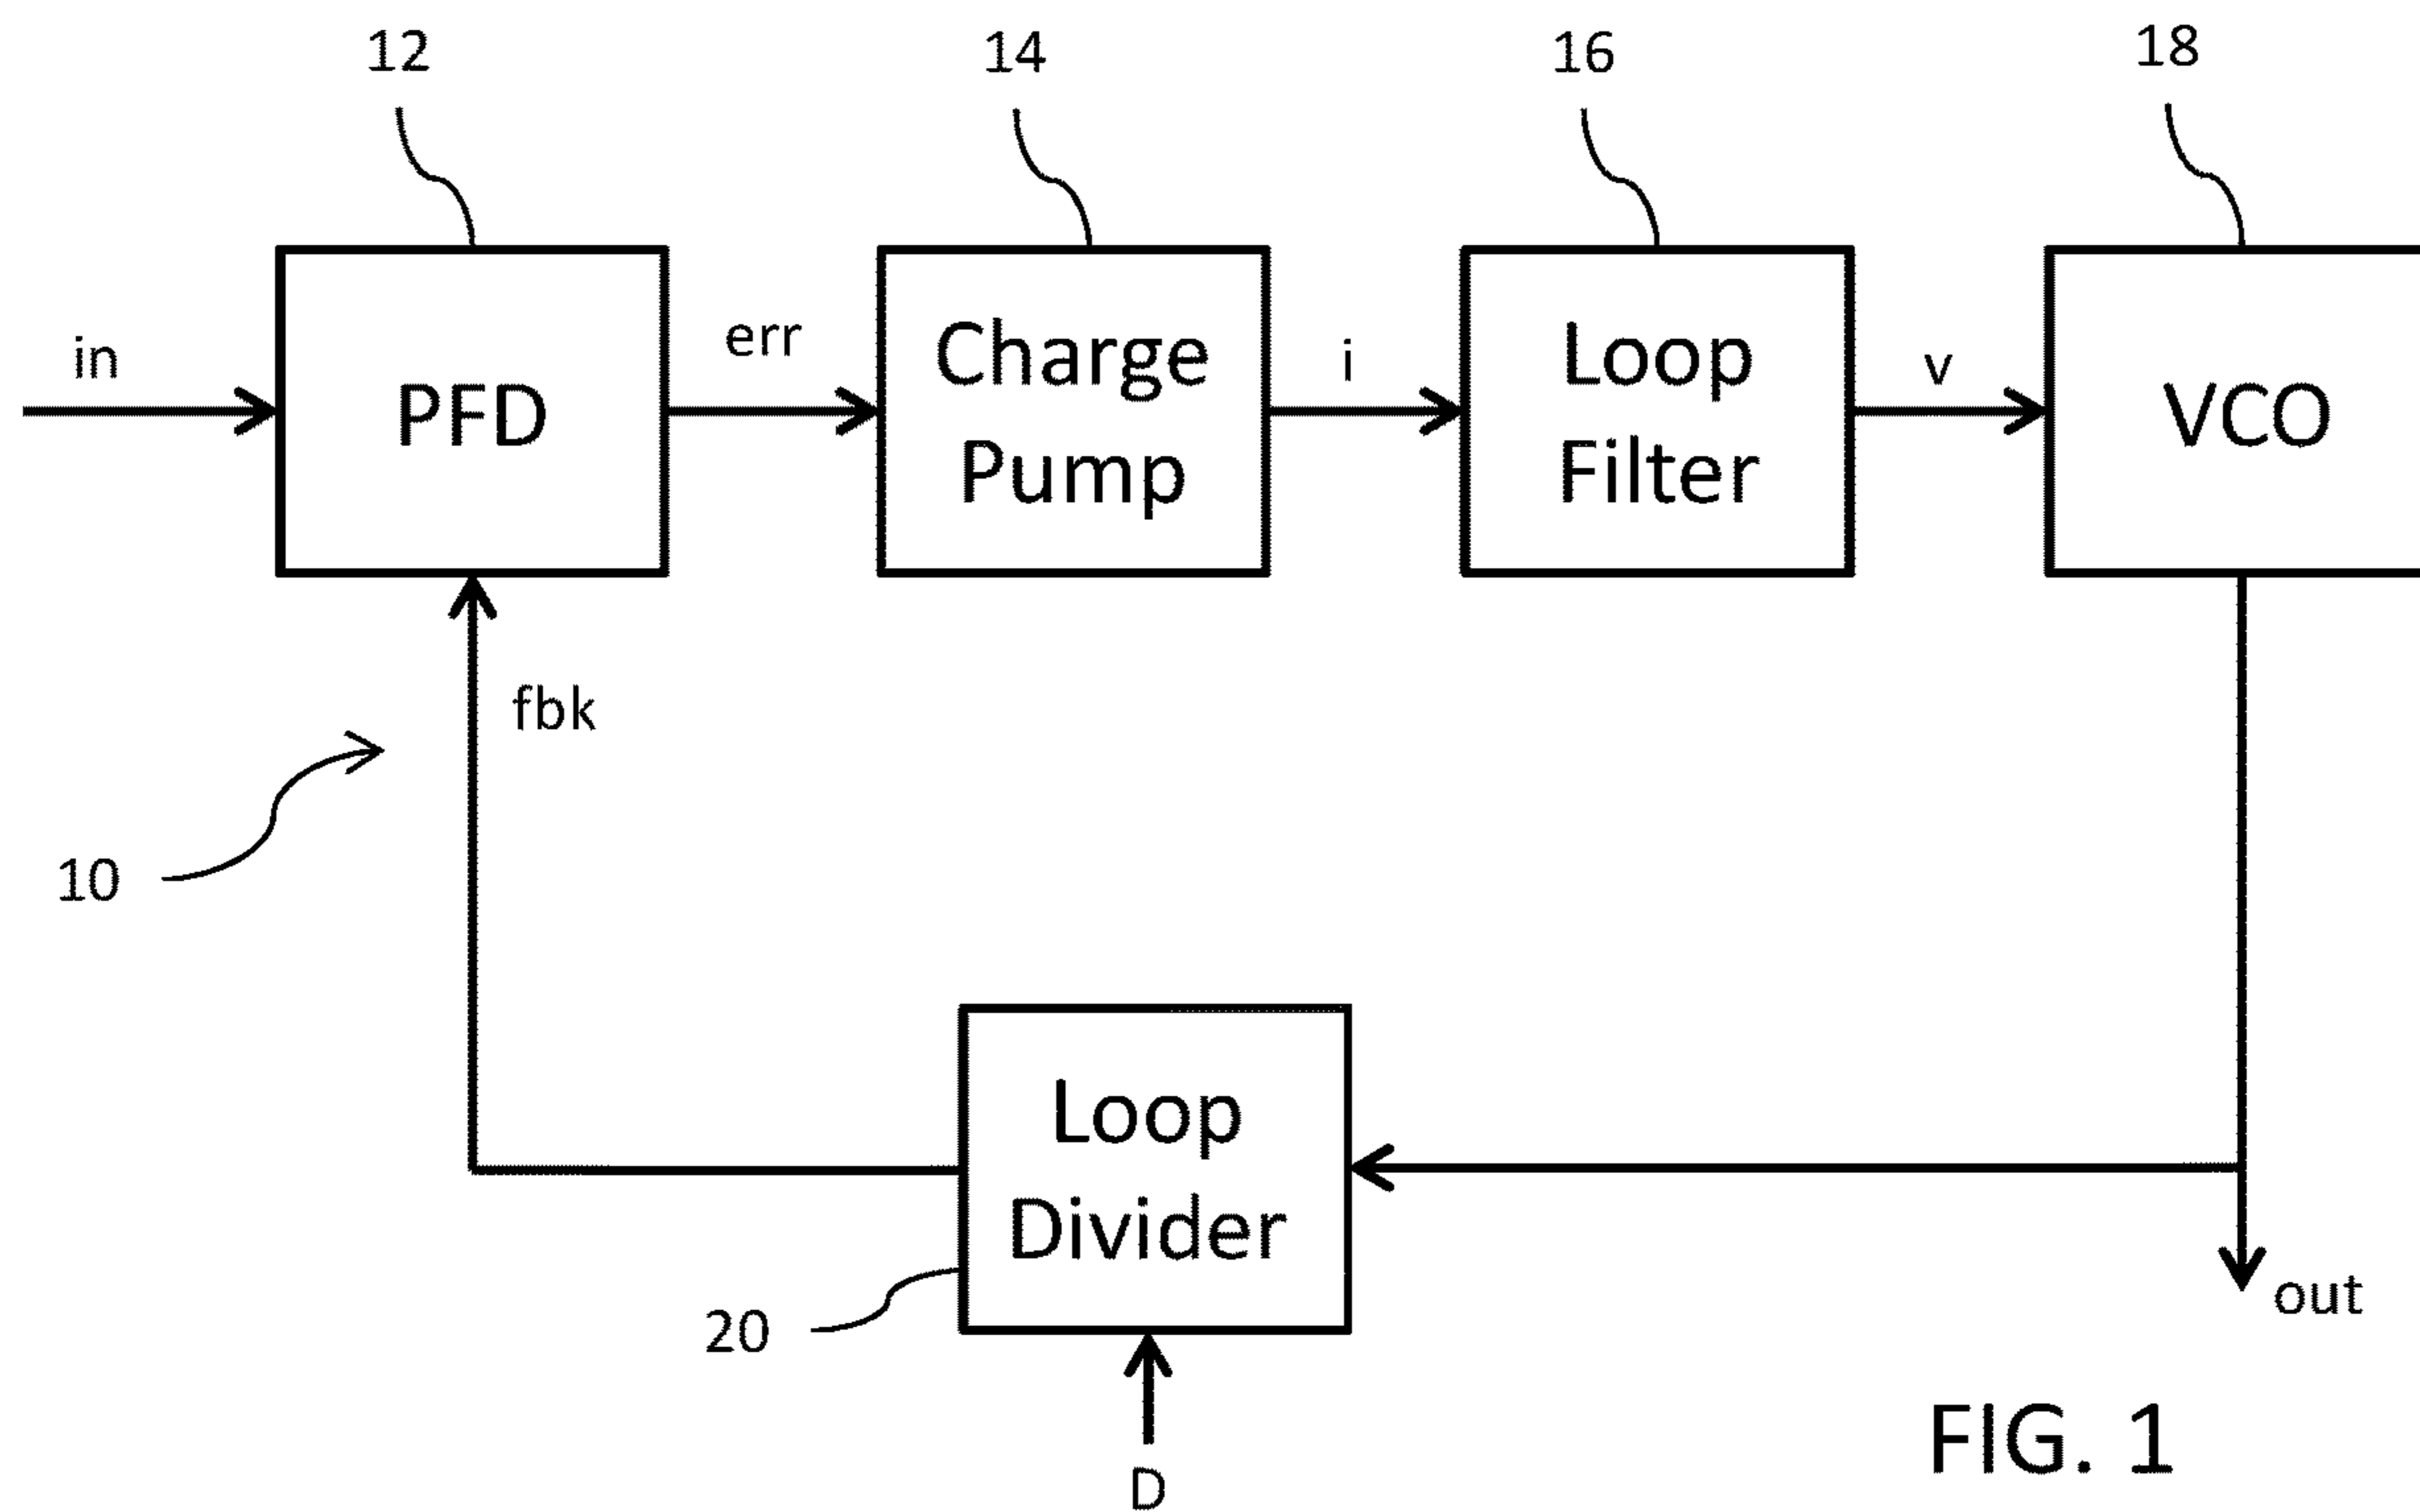 12
14
16
18
in
PFD
err
Charge
Pump
i
Loop
Filter
v
VCO
fbk
10
Loop
Divider
20
out
D
FIG. 1